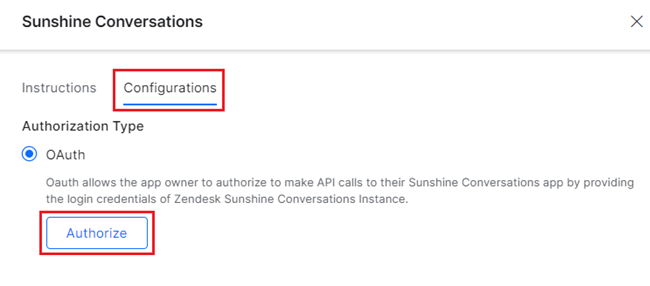 Sunshine Conversations
Instructions Configurations
Authorization Type
OAuth
Oauth allows the app owner to authorize to make API calls to their Sunshine Conversations app by providing
the login credentials of Zendesk Sunshine Conversations Instance.
Authorize